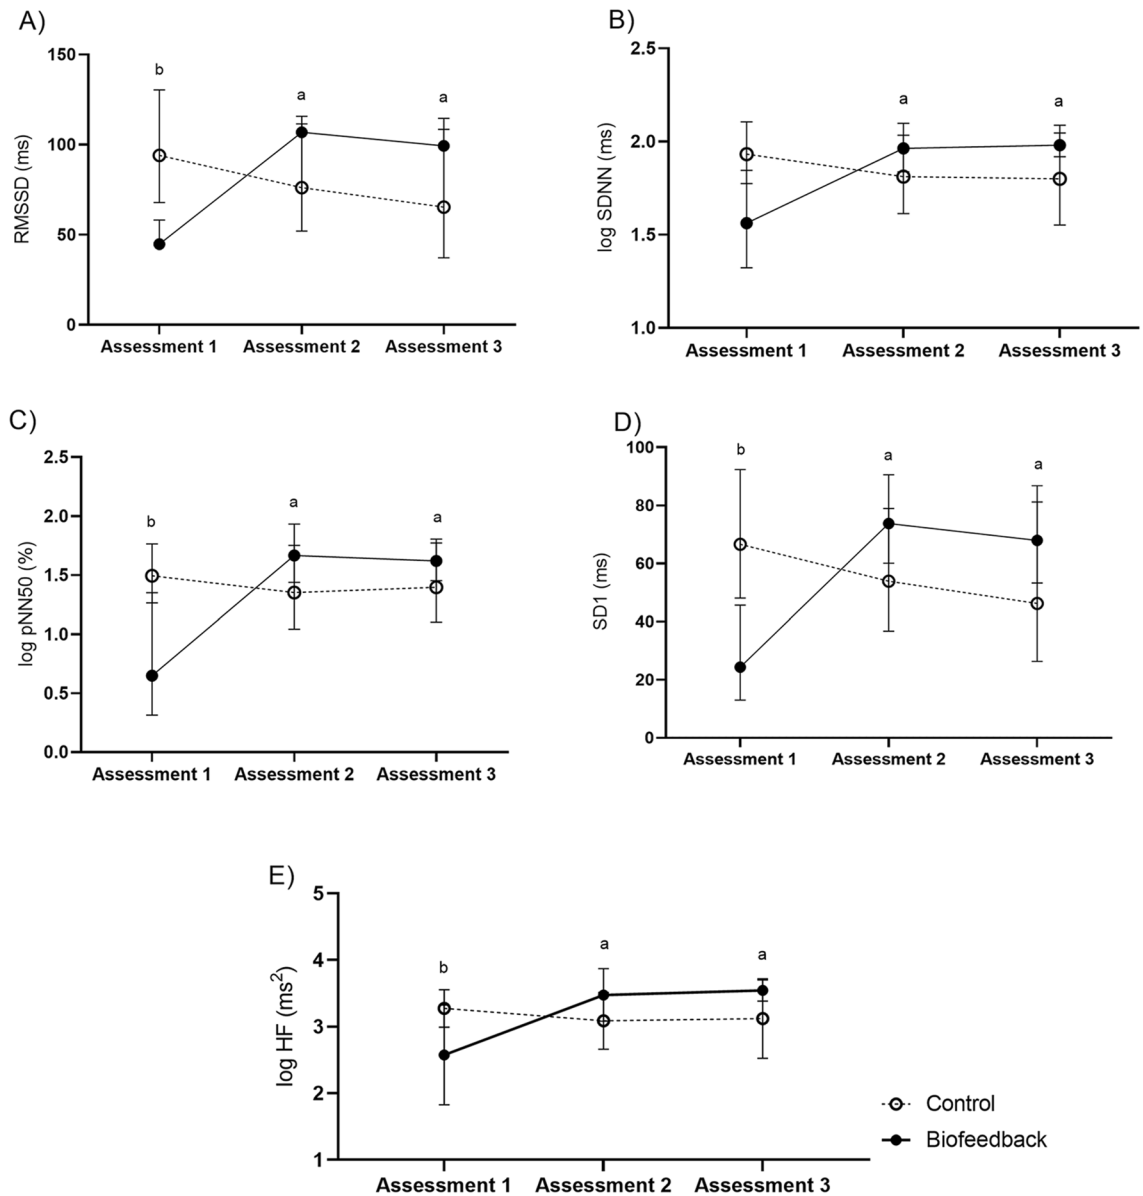 A)
150
100
50
0
RMSSD (ms)
b
a
a
Assessment 1
Assessment 2
Assessment 3
B)
2.5
2.0
1.5
1.0
log SDNN (ms)
a
a
Assessment 1
Assessment 2
Assessment 3
C)
2.5
2.0
1.5
1.0
0.5
0.0
log pNN50 (%)
b
a
a
Assessment 1
Assessment 2
Assessment 3
D)
100
80
60
40
20
0
SD1 (ms)
b
a
a
Assessment 1
Assessment 2
Assessment 3
E)
5
4
3
2
1
log HF (ms²)
b
a
a
Assessment 1
Assessment 2
Assessment 3
Control
Biofeedback